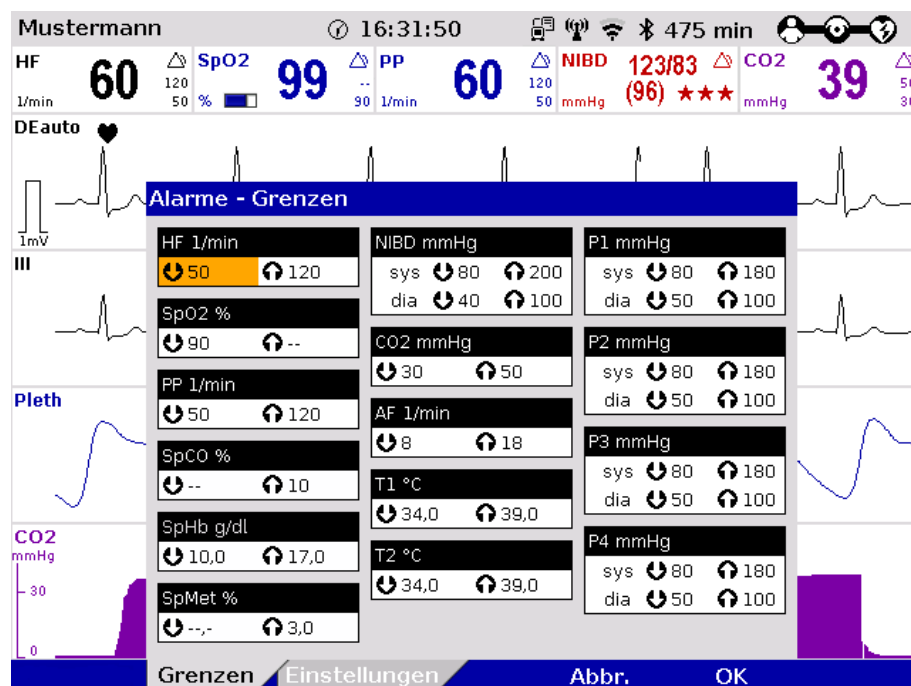 Mustermann 16:31:50 475 min
HF 60 120 50 1/min
SpO2 99 -- 90 %
PP 60 120 50 1/min
NIBD 123/83 (96) ★★★ mmHg
CO2 39 mmHg
DEauto
1mV
III
Pleth
CO2
mmHg
30
0
Alarme - Grenzen
HF 1/min
50 120
SpO2 %
90 --
PP 1/min
50 120
SpCO %
-- 10
SpHb g/dl
10,0 17,0
SpMet %
--,- 3,0
NIBD mmHg
sys 80 200
dia 40 100
CO2 mmHg
30 50
AF 1/min
8 18
T1 °C
34,0 39,0
T2 °C
34,0 39,0
P1 mmHg
sys 80 180
dia 50 100
P2 mmHg
sys 80 180
dia 50 100
P3 mmHg
sys 80 180
dia 50 100
P4 mmHg
sys 80 180
dia 50 100
Grenzen Einstellungen Abbr. OK